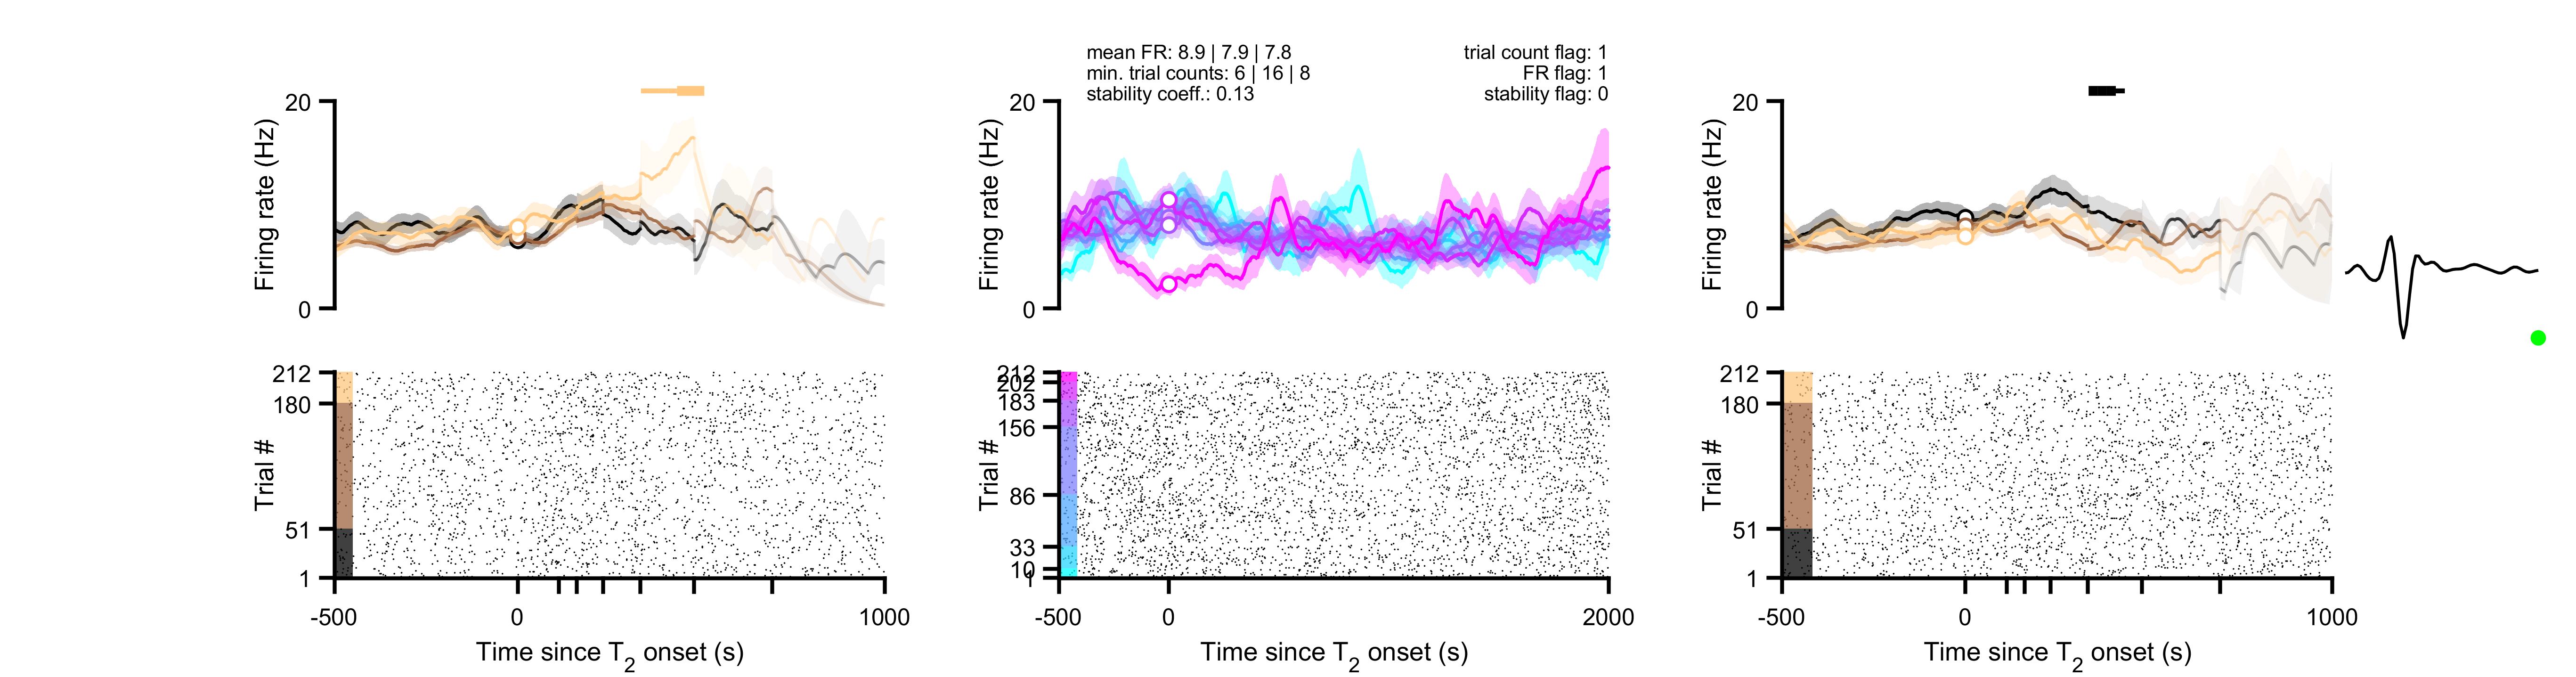 mean FR: 8.9 | 7.9 | 7.8
min. trial counts: 6 | 16 | 8
stability coeff.: 0.13
trial count flag: 1
FR flag: 1
stability flag: 0
20
0
Firing rate (Hz)
212
180
51
1
Trial #
-500
0
1000
Time since T2 onset (s)
20
0
Firing rate (Hz)
212
202
183
156
86
33
10
1
Trial #
-500
0
2000
Time since T2 onset (s)
20
0
Firing rate (Hz)
212
180
51
1
Trial #
-500
0
1000
Time since T2 onset (s)